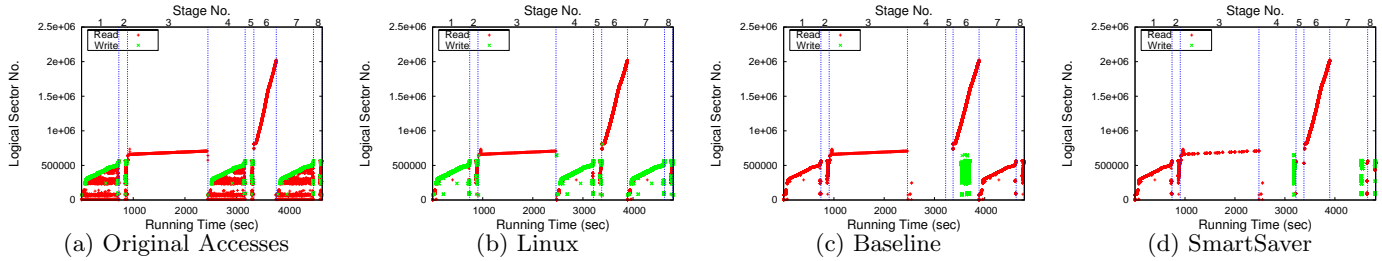 Stage No.
1 2 3 4 5 6 7 8
2.5e+06
2e+06
1.5e+06
1e+06
500000
0
Logical Sector No.
Read
Write
0 1000 2000 3000 4000
Running Time (sec)
(a) Original Accesses
Stage No.
1 2 3 4 5 6 7 8
2.5e+06
2e+06
1.5e+06
1e+06
500000
0
Logical Sector No.
Read
Write
0 1000 2000 3000 4000
Running Time (sec)
(b) Linux
Stage No.
1 2 3 4 5 6 7 8
2.5e+06
2e+06
1.5e+06
1e+06
500000
0
Logical Sector No.
Read
Write
0 1000 2000 3000 4000
Running Time (sec)
(c) Baseline
Stage No.
1 2 3 4 5 6 7 8
2.5e+06
2e+06
1.5e+06
1e+06
500000
0
Logical Sector No.
Read
Write
0 1000 2000 3000 4000
Running Time (sec)
(d) SmartSaver